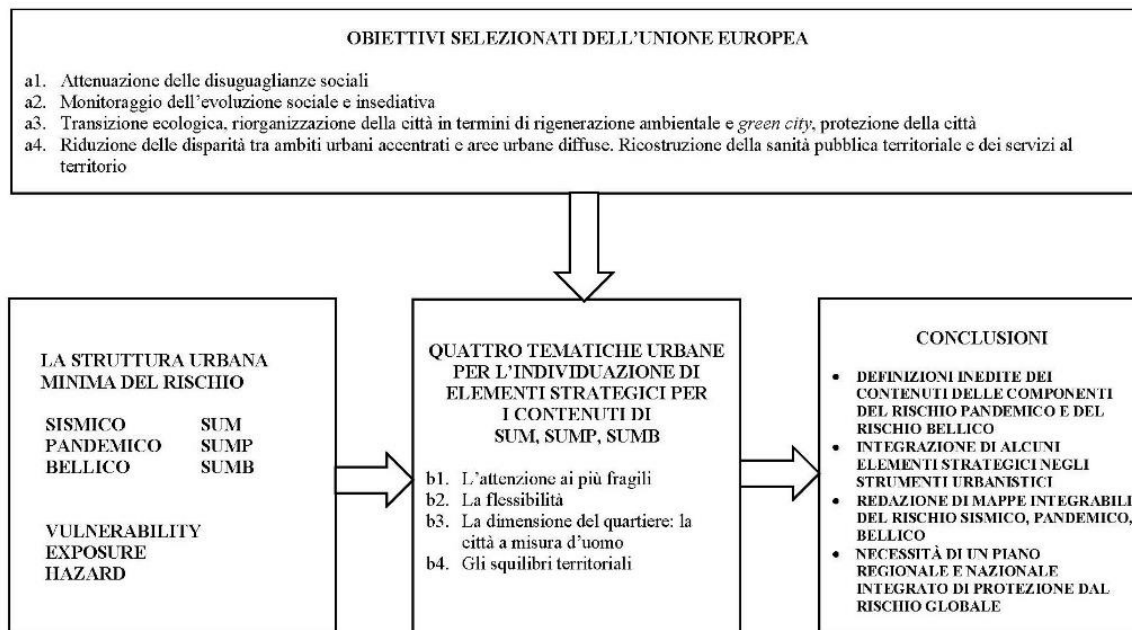 OBIETTIVI SELEZIONATI DELL'UNIONE EUROPEA
a1. Attenuazione delle disuguaglianze sociali
a2. Monitoraggio dell'evoluzione sociale e insediativa
a3. Transizione ecologica, riorganizzazione della città in termini di rigenerazione ambientale e green city, protezione della città
a4. Riduzione delle disparità tra ambiti urbani accentrati e aree urbane diffuse. Ricostruzione della sanità pubblica territoriale e dei servizi al
territorio
LA STRUTTURA URBANA
MINIMA DEL RISCHIO
SISMICO SUM
PANDEMICO SUMP
BELLICO SUMB
VULNERABILITY
EXPOSURE
HAZARD
QUATTRO TEMATICHE URBANE
PER L'INDIVIDUAZIONE DI
ELEMENTI STRATEGICI PER
I CONTENUTI DI
SUM, SUMP, SUMB
b1. L'attenzione ai più fragili
b2. La flessibilità
b3. La dimensione del quartiere: la
città a misura d'uomo
b4. Gli squilibri territoriali
CONCLUSIONI
• DEFINIZIONI INEDITE DEI
CONTENUTI DELLE COMPONENTI
DEL RISCHIO PANDEMICO E DEL
RISCHIO BELLICO
• INTEGRAZIONE DI ALCUNI
ELEMENTI STRATEGICI NEGLI
STRUMENTI URBANISTICI
• REDAZIONE DI MAPPE INTEGRABILI
DEL RISCHIO SISMICO, PANDEMICO,
BELLICO
• NECESSITÀ DI UN PIANO
REGIONALE E NAZIONALE
INTEGRATO DI PROTEZIONE DAL
RISCHIO GLOBALE